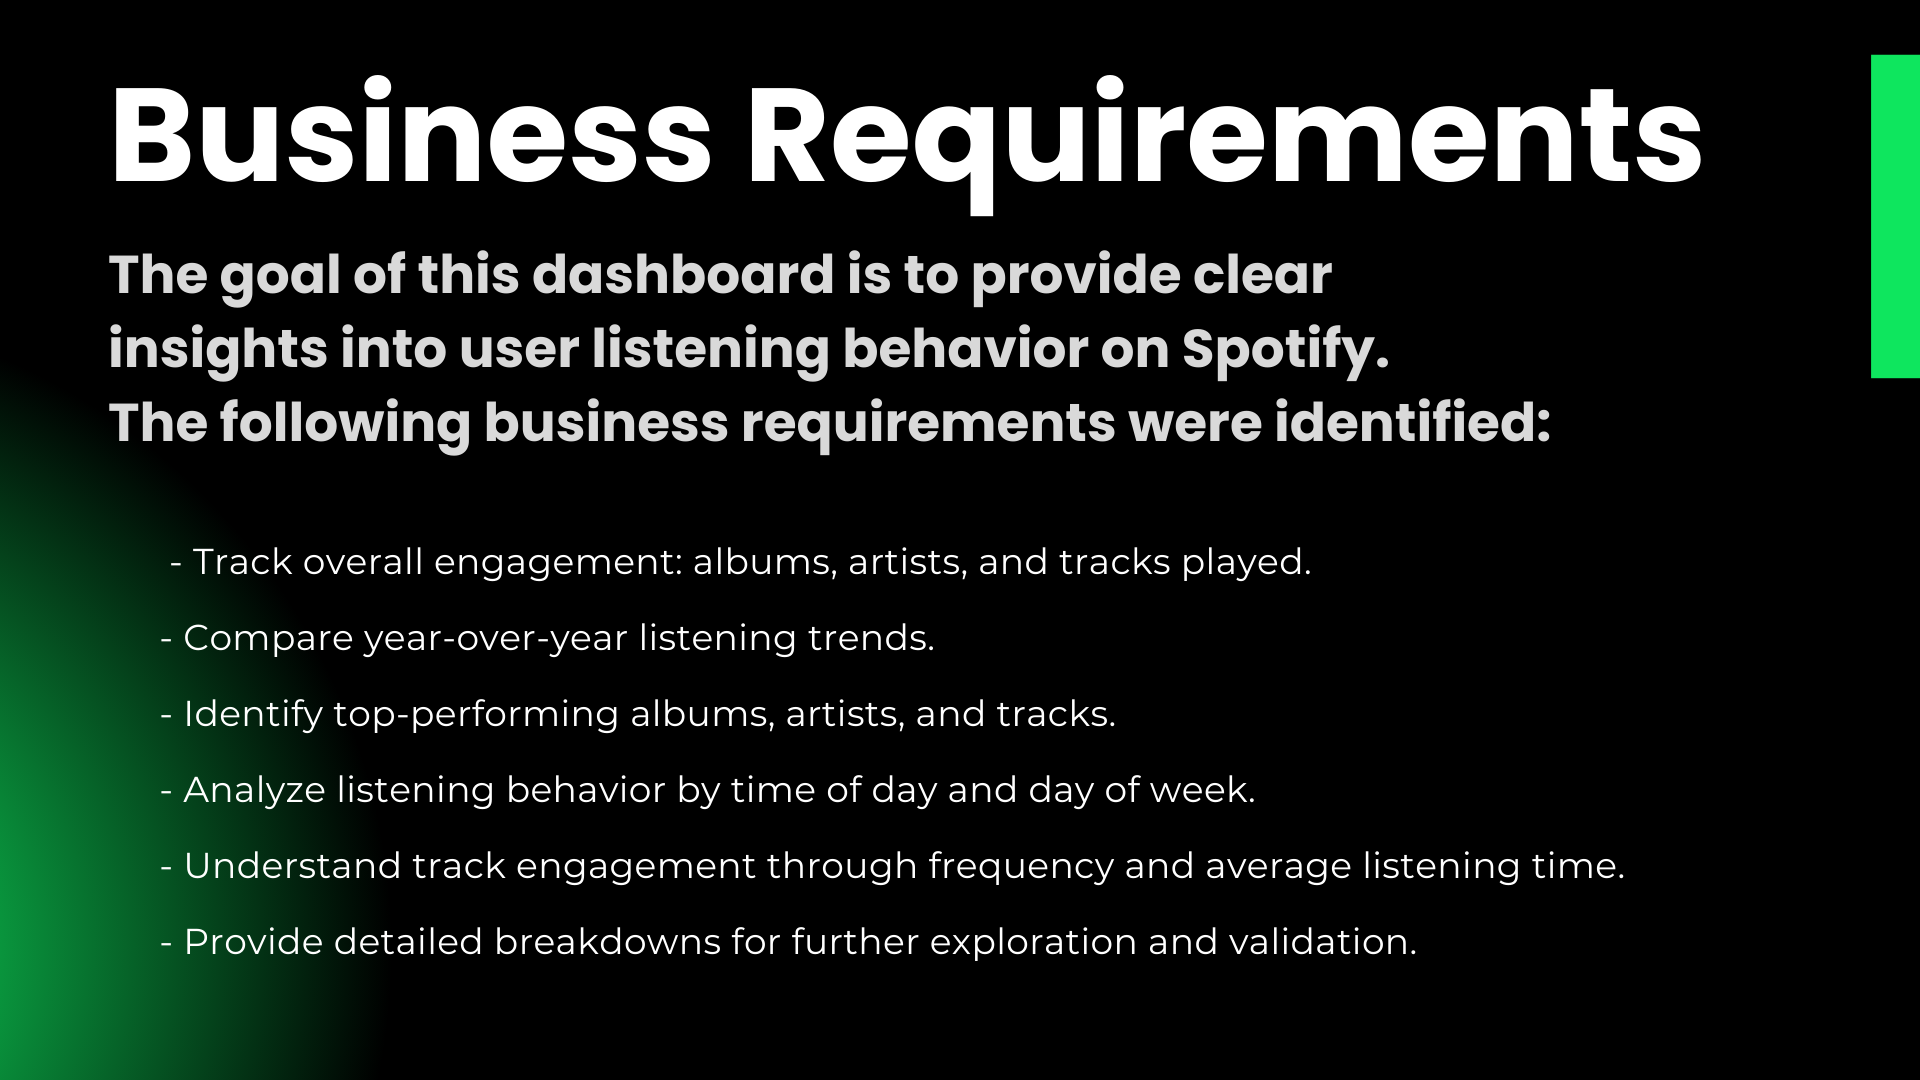 Business Requirements
The goal of this dashboard is to provide clear
insights into user listening behavior on Spotify.
The following business requirements were identified:
- Track overall engagement: albums, artists, and tracks played.
- Compare year-over-year listening trends.
- Identify top-performing albums, artists, and tracks.
- Analyze listening behavior by time of day and day of week.
- Understand track engagement through frequency and average listening time.
- Provide detailed breakdowns for further exploration and validation.